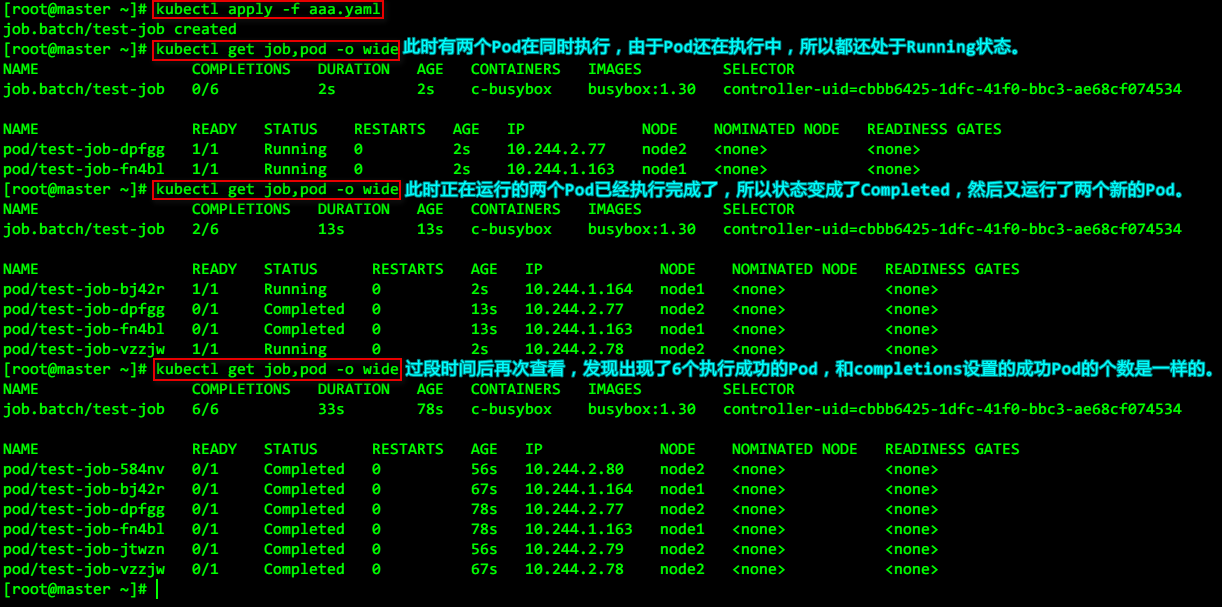 [root@master ~]# kubectl apply -f aaa.yaml
job.batch/test-job created
[root@master ~]# kubectl get job,pod -o wide 此时有两个Pod在同时执行，由于Pod还在执行中，所以都还处于Running状态。
NAME COMPLETIONS DURATION AGE CONTAINERS IMAGES SELECTOR
job.batch/test-job 0/6 2s 2s c-busybox busybox:1.30 controller-uid=cbbb6425-1dfc-41f0-bbc3-ae68cf074534
NAME READY STATUS RESTARTS AGE IP NODE NOMINATED NODE READINESS GATES
pod/test-job-dpfgg 1/1 Running 0 2s 10.244.2.77 node2 <none> <none>
pod/test-job-fn4bl 1/1 Running 0 2s 10.244.1.163 node1 <none> <none>
[root@master ~]# kubectl get job,pod -o wide 此时正在运行的两个Pod已经执行完成了，所以状态变成了Completed，然后又运行了两个新的Pod。
NAME COMPLETIONS DURATION AGE CONTAINERS IMAGES SELECTOR
job.batch/test-job 2/6 13s 13s c-busybox busybox:1.30 controller-uid=cbbb6425-1dfc-41f0-bbc3-ae68cf074534
NAME READY STATUS RESTARTS AGE IP NODE NOMINATED NODE READINESS GATES
pod/test-job-bj42r 1/1 Running 0 2s 10.244.1.164 node1 <none> <none>
pod/test-job-dpfgg 0/1 Completed 0 13s 10.244.2.77 node2 <none> <none>
pod/test-job-fn4bl 0/1 Completed 0 13s 10.244.1.163 node1 <none> <none>
pod/test-job-vzzjw 1/1 Running 0 2s 10.244.2.78 node2 <none> <none>
[root@master ~]# kubectl get job,pod -o wide 过段时间后再次查看，发现出现了6个执行成功的Pod，和completions设置的成功Pod的个数是一样的。
NAME COMPLETIONS DURATION AGE CONTAINERS IMAGES SELECTOR
job.batch/test-job 6/6 33s 78s c-busybox busybox:1.30 controller-uid=cbbb6425-1dfc-41f0-bbc3-ae68cf074534
NAME READY STATUS RESTARTS AGE IP NODE NOMINATED NODE READINESS GATES
pod/test-job-584nv 0/1 Completed 0 56s 10.244.2.80 node2 <none> <none>
pod/test-job-bj42r 0/1 Completed 0 67s 10.244.1.164 node1 <none> <none>
pod/test-job-dpfgg 0/1 Completed 0 78s 10.244.2.77 node2 <none> <none>
pod/test-job-fn4bl 0/1 Completed 0 78s 10.244.1.163 node1 <none> <none>
pod/test-job-jtwzn 0/1 Completed 0 56s 10.244.2.79 node2 <none> <none>
pod/test-job-vzzjw 0/1 Completed 0 67s 10.244.2.78 node2 <none> <none>
[root@master ~]#